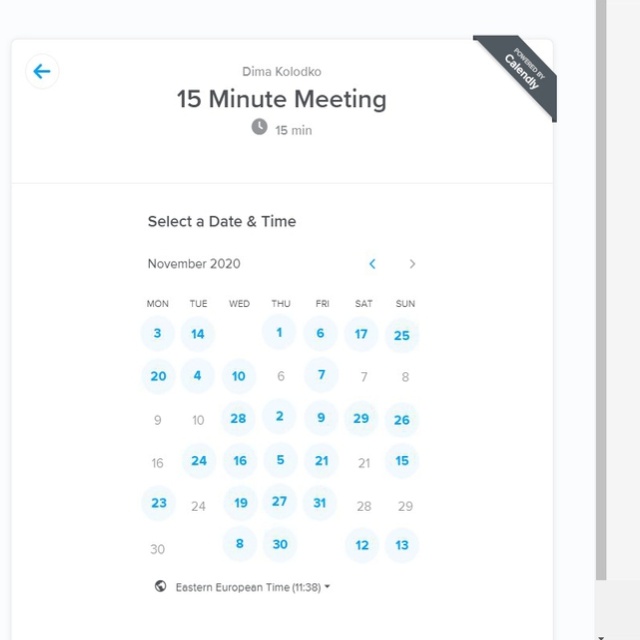 POWERED BY
Calendly
Dima Kolodko
15 Minute Meeting
15 min
Select a Date & Time
November 2020
MON TUE WED THU FRI SAT SUN
3 14 1 6 17 25
20 4 10 6 7 7 8
9 10 28 2 9 29 26
16 24 16 5 21 21 15
23 24 19 27 31 28 29
30 8 30 12 13
Eastern European Time (11:38)